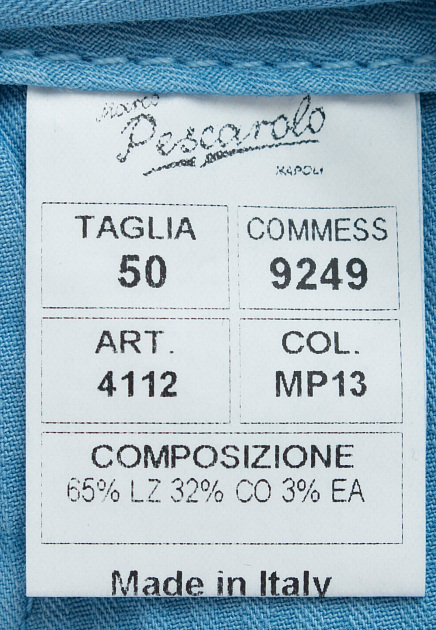 Marco
Pescarolo
NAPOLI
TAGLIA
50
COMMESS
9249
ART.
4112
COL.
MP13
COMPOSIZIONE
65% LZ 32% CO 3% EA
Made in Italy